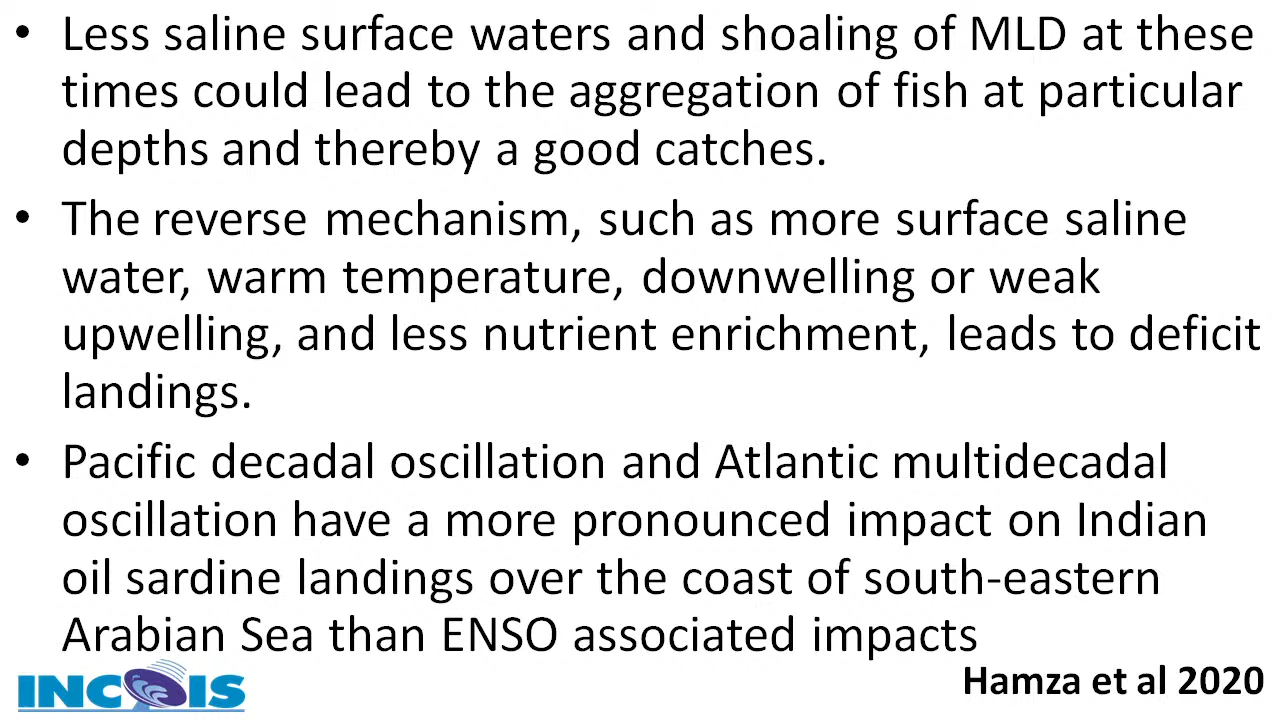 • Less saline surface waters and shoaling of MLD at these
times could lead to the aggregation of fish at particular
depths and thereby a good catches.
• The reverse mechanism, such as more surface saline
water, warm temperature, downwelling or weak
upwelling, and less nutrient enrichment, leads to deficit
landings.
• Pacific decadal oscillation and Atlantic multidecadal
oscillation have a more pronounced impact on Indian
oil sardine landings over the coast of south-eastern
Arabian Sea than ENSO associated impacts
INCOIS
Hamza et al 2020